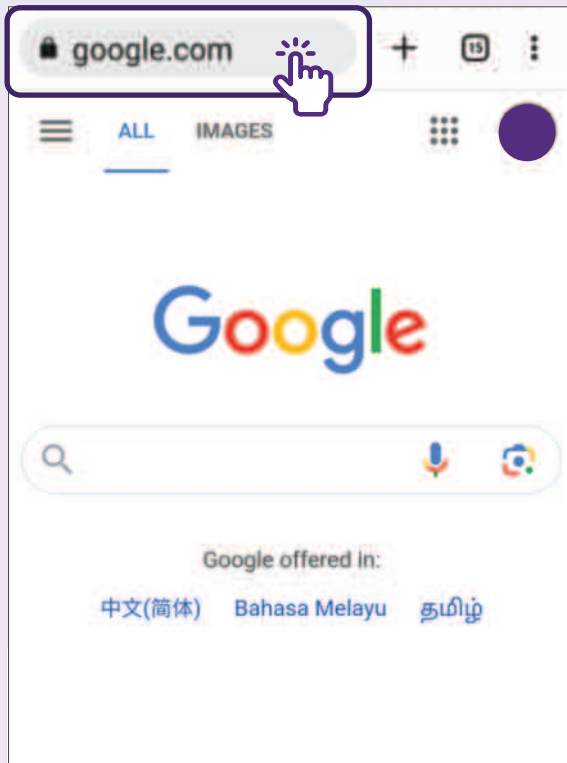 google.com 15
ALL IMAGES
Google
Google offered in:
中文(简体) Bahasa Melayu தமிழ்